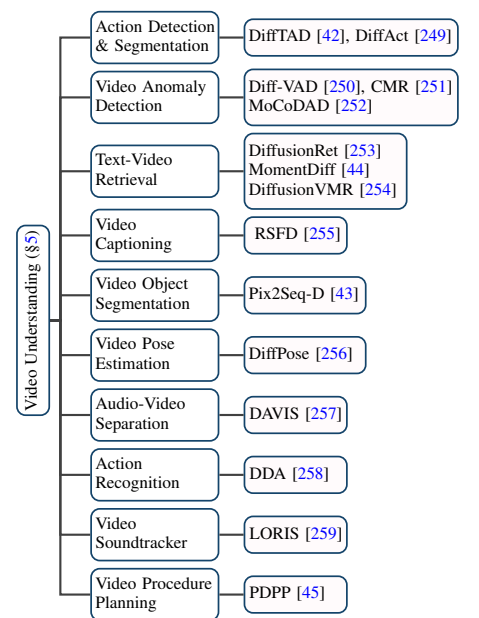 Video Understanding (§5)
Action Detection
& Segmentation
DiffTAD [42], DiffAct [249]
Video Anomaly
Detection
Diff-VAD [250], CMR [251]
MoCoDAD [252]
Text-Video
Retrieval
DiffusionRet [253]
MomentDiff [44]
DiffusionVMR [254]
Video
Captioning
RSFD [255]
Video Object
Segmentation
Pix2Seq-D [43]
Video Pose
Estimation
DiffPose [256]
Audio-Video
Separation
DAVIS [257]
Action
Recognition
DDA [258]
Video
Soundtracker
LORIS [259]
Video Procedure
Planning
PDPP [45]